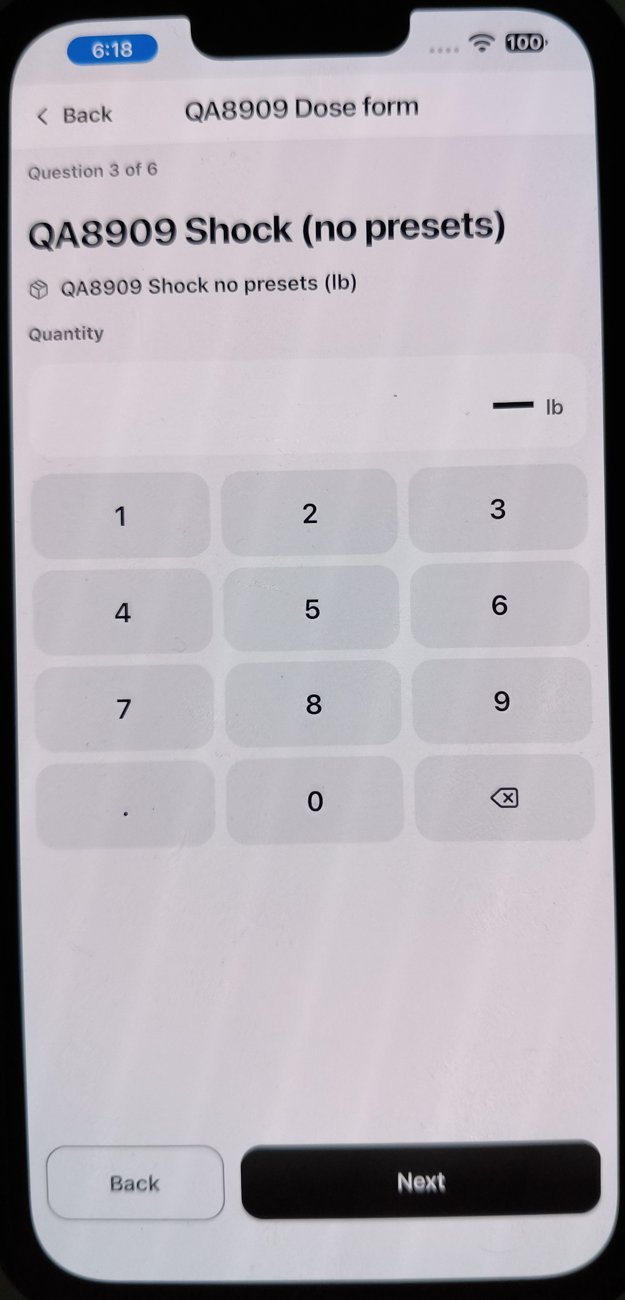 6:18 100
Back QA8909 Dose form
Question 3 of 6
QA8909 Shock (no presets)
QA8909 Shock no presets (lb)
Quantity
— lb
1 2 3
4 5 6
7 8 9
. 0
Back Next